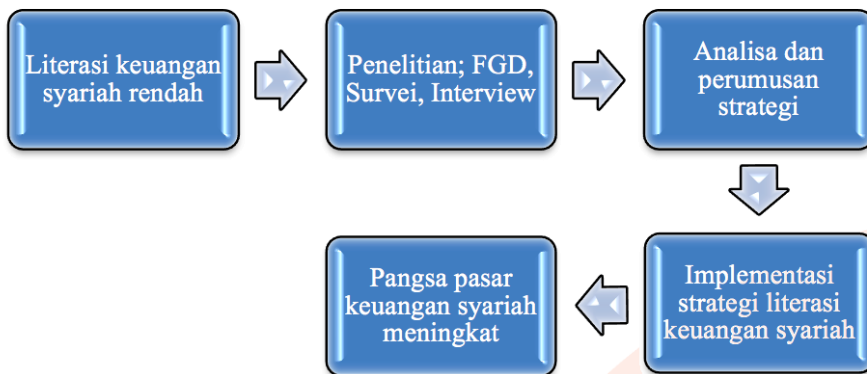 Literasi keuangan
syariah rendah
Penelitian; FGD,
Survei, Interview
Analisa dan
perumusan
strategi
Implementasi
strategi literasi
keuangan syariah
Pangsa pasar
keuangan syariah
meningkat